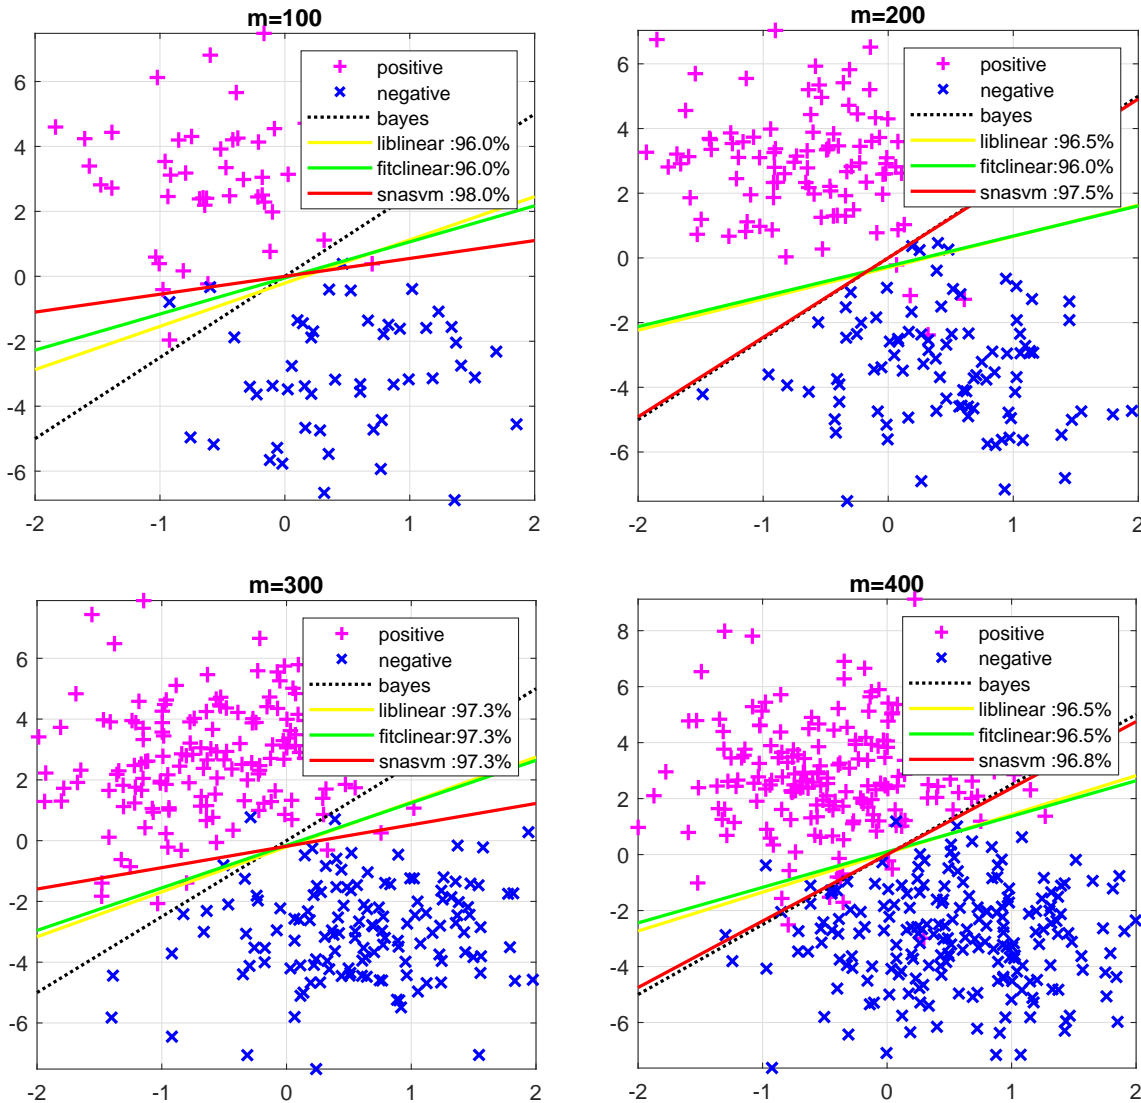 m=100
positive
negative
bayes
liblinear :96.0%
fitclinear:96.0%
snasvm :98.0%
6
4
2
0
-2
-4
-6
-2 -1 0 1 2
m=200
positive
negative
bayes
liblinear :96.5%
fitclinear:96.0%
snasvm :97.5%
6
4
2
0
-2
-4
-6
-2 -1 0 1 2
m=300
positive
negative
bayes
liblinear :97.3%
fitclinear:97.3%
snasvm :97.3%
6
4
2
0
-2
-4
-6
-2 -1 0 1 2
m=400
positive
negative
bayes
liblinear :96.5%
fitclinear:96.5%
snasvm :96.8%
8
6
4
2
0
-2
-4
-6
-2 -1 0 1 2